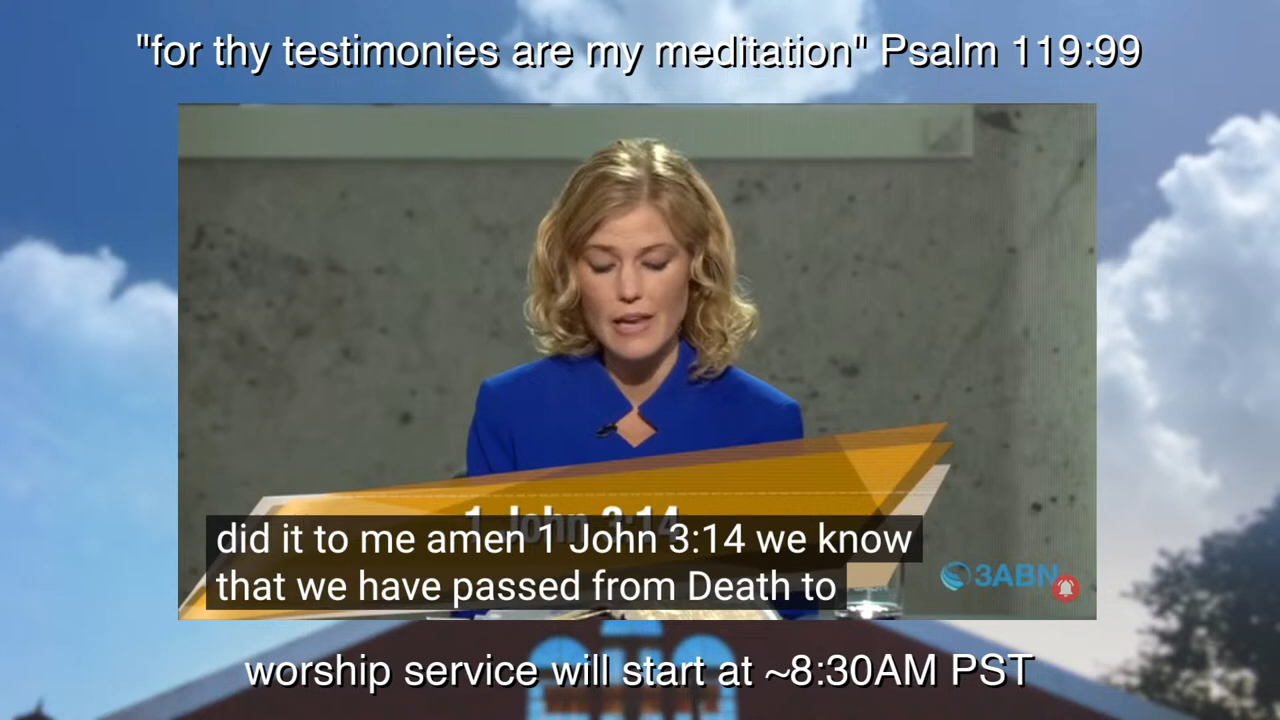 "for thy testimonies are my meditation" Psalm 119:99
1 John 3:14
did it to me amen 1 John 3:14 we know
that we have passed from Death to
3ABN
worship service will start at ~8:30AM PST